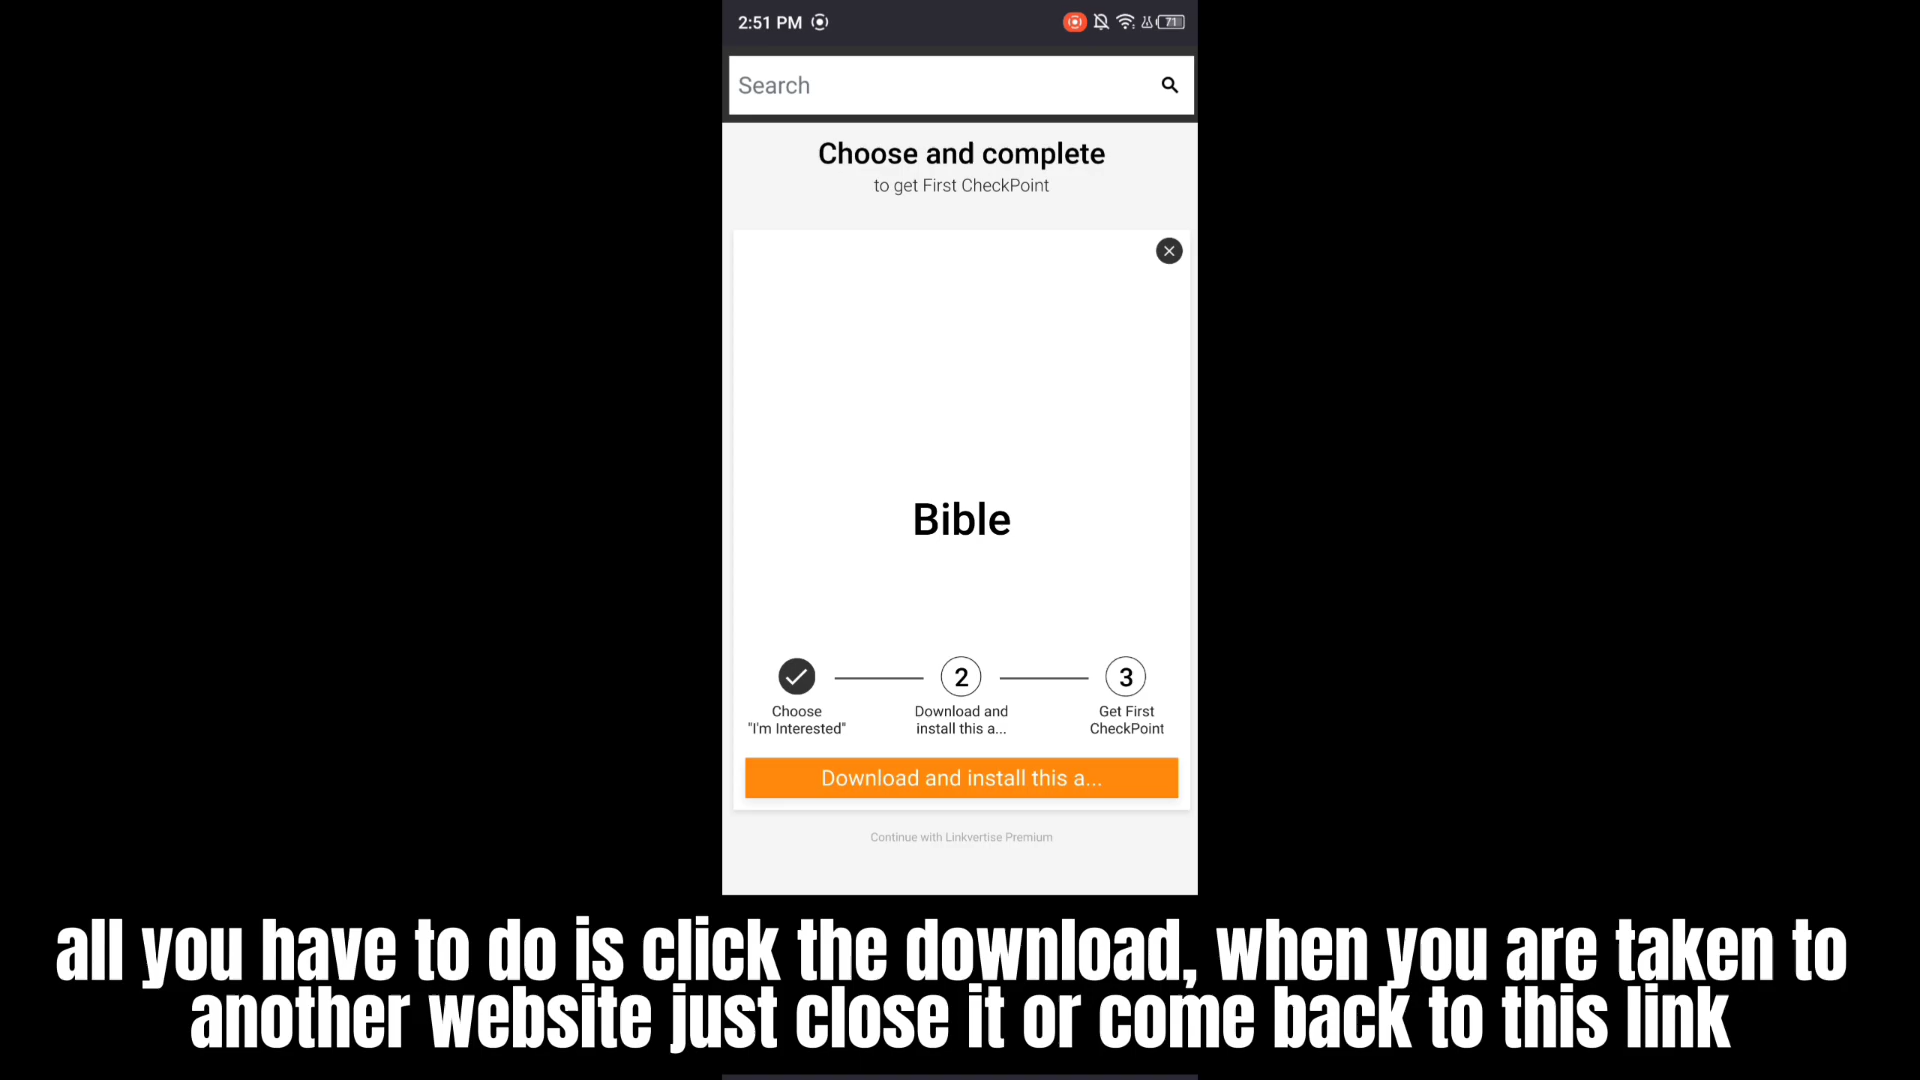 2:51 PM
71
Search
Choose and complete
to get First CheckPoint
Bible
2
3
Choose
"I'm Interested"
Download and
install this a...
Get First
CheckPoint
Download and install this a...
Continue with Linkvertise Premium
all you have to do is click the download, when you are taken to
another website just close it or come back to this link